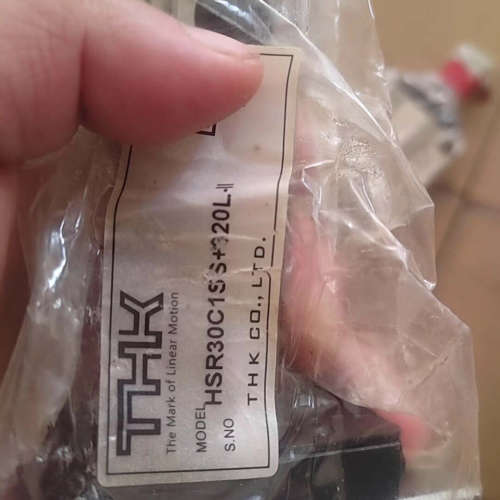 THK
The Mark of Linear Motion
MODEL HSR30C1SS+320L-II
S.NO
THK CO., LTD.